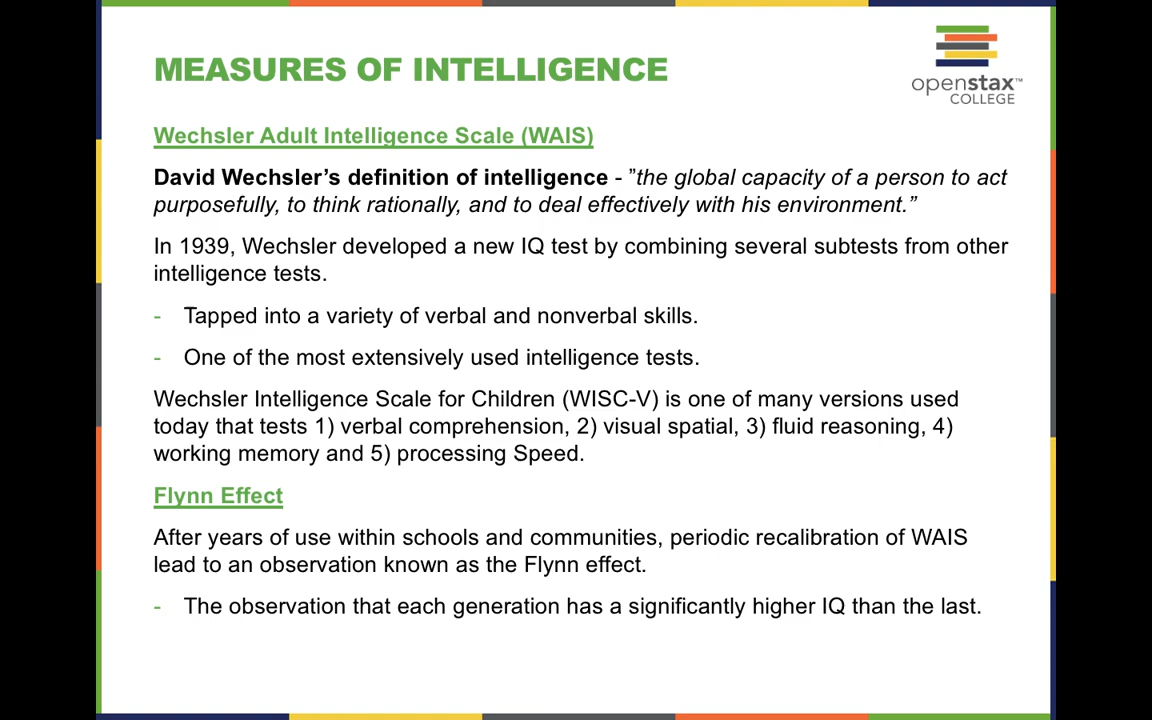 MEASURES OF INTELLIGENCE
openstax™
COLLEGE
Wechsler Adult Intelligence Scale (WAIS)
David Wechsler’s definition of intelligence - ”the global capacity of a person to act
purposefully, to think rationally, and to deal effectively with his environment.”
In 1939, Wechsler developed a new IQ test by combining several subtests from other
intelligence tests.
- Tapped into a variety of verbal and nonverbal skills.
- One of the most extensively used intelligence tests.
Wechsler Intelligence Scale for Children (WISC-V) is one of many versions used
today that tests 1) verbal comprehension, 2) visual spatial, 3) fluid reasoning, 4)
working memory and 5) processing Speed.
Flynn Effect
After years of use within schools and communities, periodic recalibration of WAIS
lead to an observation known as the Flynn effect.
- The observation that each generation has a significantly higher IQ than the last.